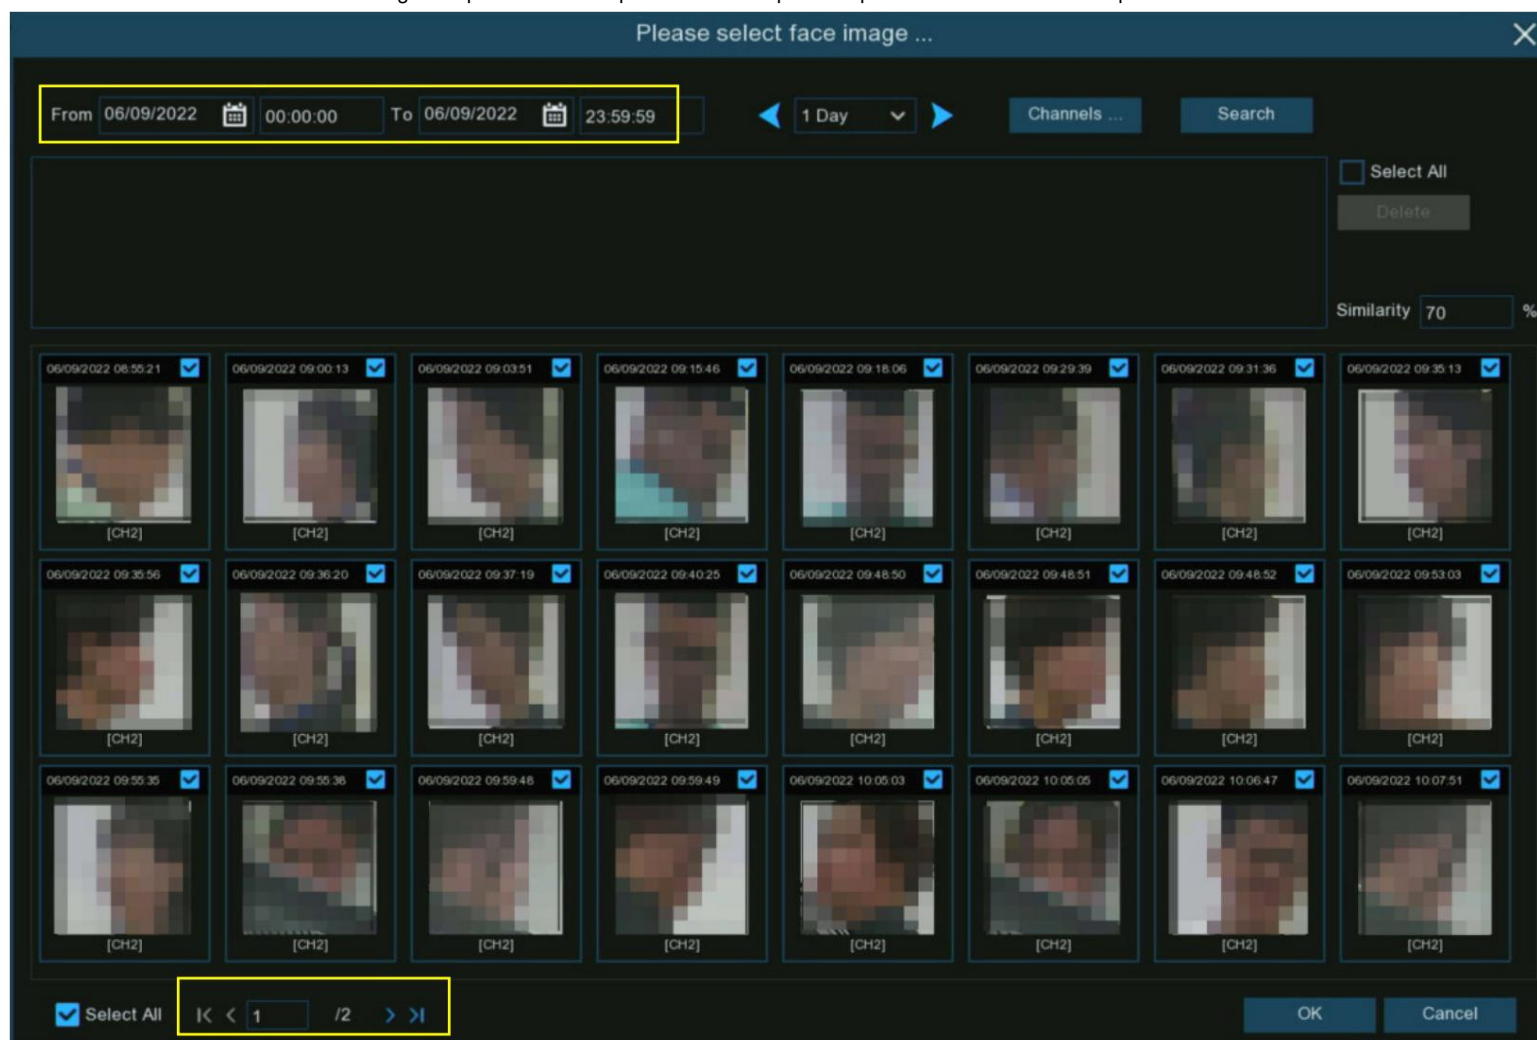 Please select face image ...
From 06/09/2022 00:00:00 To 06/09/2022 23:59:59 1 Day Channels ... Search
Select All
Delete
Similarity 70 %
06/09/2022 08:55:21 06/09/2022 09:00:13 06/09/2022 09:03:51 06/09/2022 09:15:46 06/09/2022 09:18:06 06/09/2022 09:29:39 06/09/2022 09:31:36 06/09/2022 09:35:13
[CH2] [CH2] [CH2] [CH2] [CH2] [CH2] [CH2] [CH2]
06/09/2022 09:35:56 06/09/2022 09:36:20 06/09/2022 09:37:19 06/09/2022 09:40:25 06/09/2022 09:48:50 06/09/2022 09:48:51 06/09/2022 09:48:52 06/09/2022 09:53:03
[CH2] [CH2] [CH2] [CH2] [CH2] [CH2] [CH2] [CH2]
06/09/2022 09:55:35 06/09/2022 09:55:38 06/09/2022 09:59:48 06/09/2022 09:59:49 06/09/2022 10:05:03 06/09/2022 10:05:05 06/09/2022 10:06:47 06/09/2022 10:07:51
[CH2] [CH2] [CH2] [CH2] [CH2] [CH2] [CH2] [CH2]
Select All 1 /2 OK Cancel